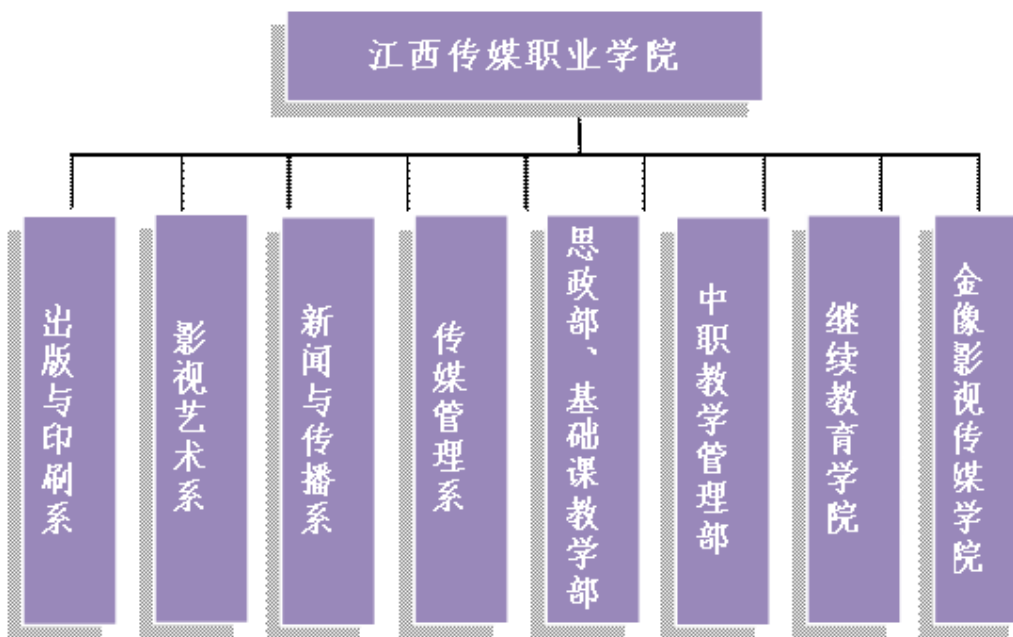 江西传媒职业学院
出版与印刷系
影视艺术系
新闻与传播系
传媒管理系
思政部、基础课教学部
中职教学管理部
继续教育学院
金像影视传媒学院